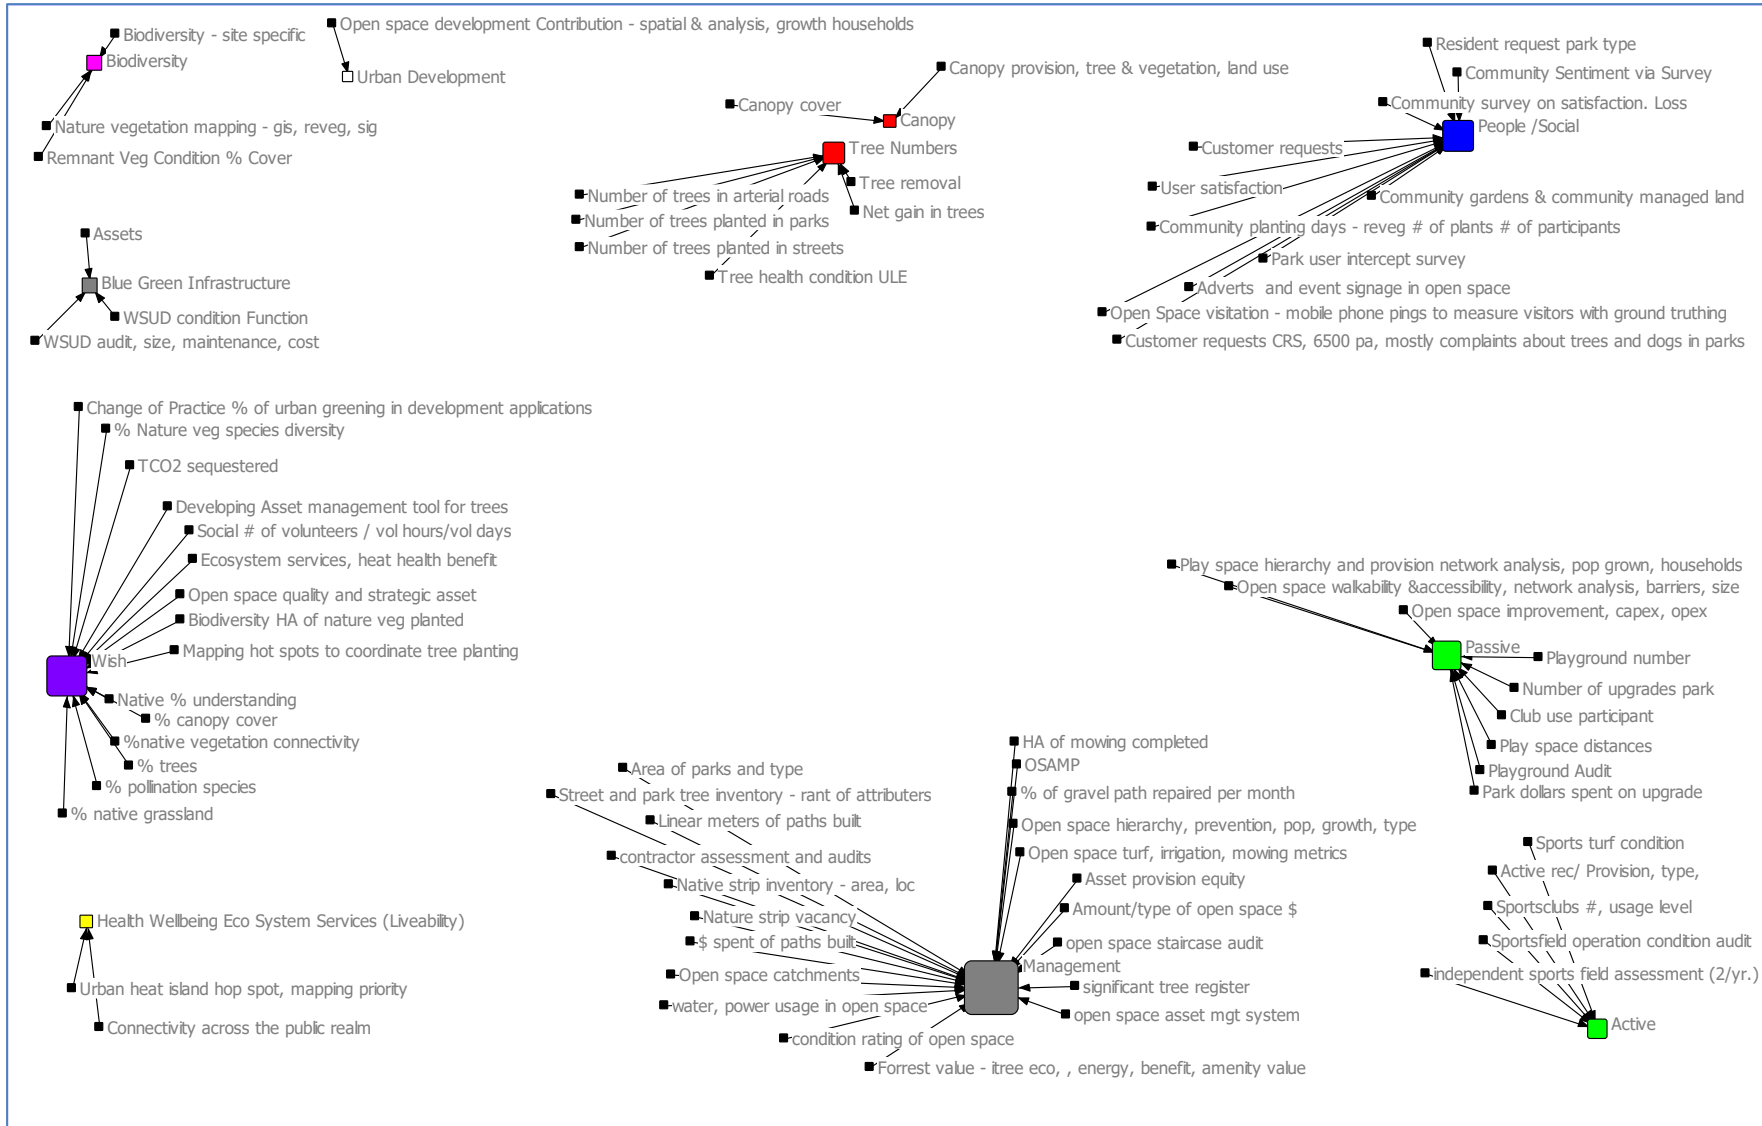 Biodiversity - site specific
Biodiversity
Nature vegetation mapping - gis, reveg, sig
Remnant Veg Condition % Cover
Open space development Contribution - spatial & analysis, growth households
Urban Development
Canopy provision, tree & vegetation, land use
Canopy cover
Canopy
Tree Numbers
Tree removal
Number of trees in arterial roads
Net gain in trees
Number of trees planted in parks
Number of trees planted in streets
Tree health condition ULE
Resident request park type
Community Sentiment via Survey
Community survey on satisfaction. Loss
People /Social
Customer requests
User satisfaction
Community gardens & community managed land
Community planting days - reveg # of plants # of participants
Park user intercept survey
Adverts  and event signage in open space
Open Space visitation - mobile phone pings to measure visitors with ground truthing
Customer requests CRS, 6500 pa, mostly complaints about trees and dogs in parks
Assets
Blue Green Infrastructure
WSUD condition Function
WSUD audit, size, maintenance, cost
Change of Practice % of urban greening in development applications
% Nature veg species diversity
TCO2 sequestered
Developing Asset management tool for trees
Social # of volunteers / vol hours/vol days
Ecosystem services, heat health benefit
Open space quality and strategic asset
Biodiversity HA of nature veg planted
Mapping hot spots to coordinate tree planting
Wish
Native % understanding
% canopy cover
%native vegetation connectivity
% trees
% pollination species
% native grassland
Play space hierarchy and provision network analysis, pop grown, households
Open space walkability &accessibility, network analysis, barriers, size
Open space improvement, capex, opex
Passive
Playground number
Number of upgrades park
Club use participant
Play space distances
Playground Audit
Park dollars spent on upgrade
HA of mowing completed
OSAMP
Area of parks and type
% of gravel path repaired per month
Street and park tree inventory - rant of attributers
Linear meters of paths built
Open space hierarchy, prevention, pop, growth, type
contractor assessment and audits
Open space turf, irrigation, mowing metrics
Native strip inventory - area, loc
Asset provision equity
Nature strip vacancy
Amount/type of open space $
$ spent of paths built
open space staircase audit
Open space catchments
Management
water, power usage in open space
significant tree register
open space asset mgt system
condition rating of open space
Forrest value - itree eco, , energy, benefit, amenity value
Sports turf condition
Active rec/ Provision, type,
Sportsclubs #, usage level
Sportsfield operation condition audit
independent sports field assessment (2/yr.)
Active
Health Wellbeing Eco System Services (Liveability)
Urban heat island hop spot, mapping priority
Connectivity across the public realm